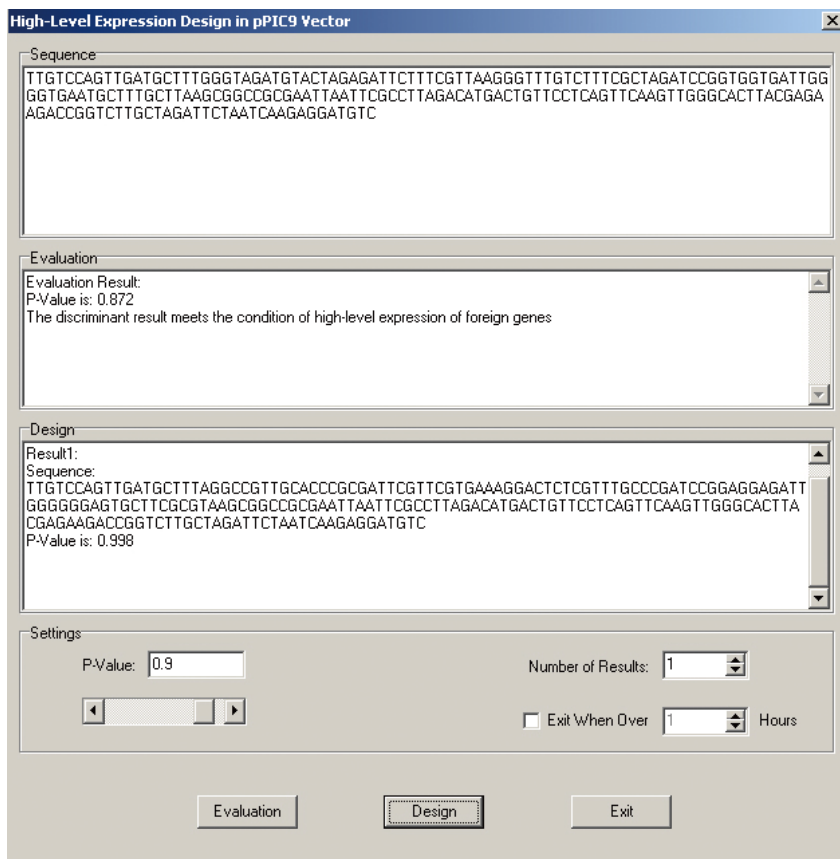 High-Level Expression Design in pPIC9 Vector
Sequence
TTGTCCAGTTGATGCTTTGGGTAGATGTACTAGAGATTCTTTCGTTAAGGGTTTGTCTTTCGCTAGATCCGGTGGTGATTGG
GGTGAATGCTTTGCTTAAGCGGCCGCGAATTAATTCGCCTTAGACATGACTGTTCCTCAGTTCAAGTTGGGCACTTACGAGA
AGACCGGTCTTGCTAGATTCTAATCAAGAGGATGTC
Evaluation
Evaluation Result:
P-Value is: 0.872
The discriminant result meets the condition of high-level expression of foreign genes
Design
Result1:
Sequence:
TTGTCCAGTTGATGCTTTAGGCCGTTGCACCCGCGATTCGTTCGTGAAAGGACTCTCGTTTGCCCGATCCGGAGGAGATT
GGGGGGAGTGCTTCGCGTAAGCGGCCGCGAATTAATTCGCCTTAGACATGACTGTTCCTCAGTTCAAGTTGGGCACTTA
CGAGAAGACCGGTCTTGCTAGATTCTAATCAAGAGGATGTC
P-Value is: 0.998
Settings
P-Value: 0.9
Number of Results: 1
Exit When Over 1 Hours
Evaluation Design Exit